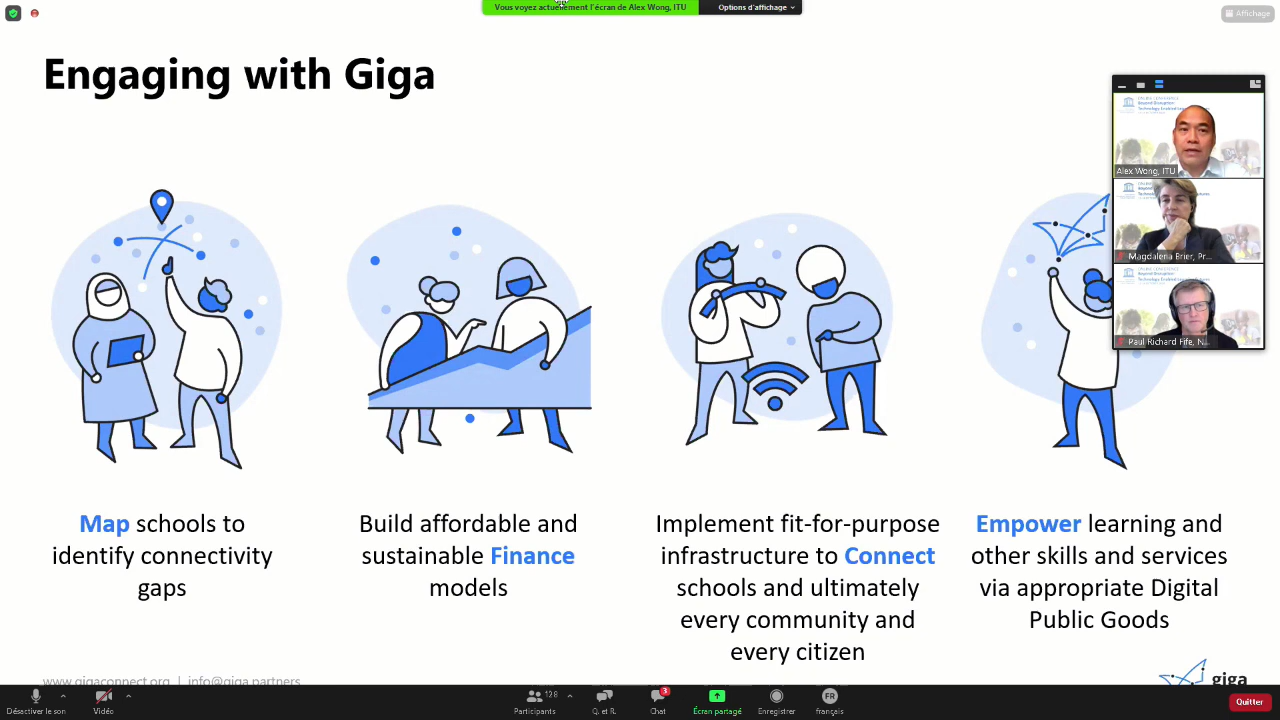 Vous voyez actuellement l'écran de Alex Wong, ITU
Options d'affichage
Affichage
Engaging with Giga
Alex Wong, ITU
Magdalena Brier, Pr...
Paul Richard Fife, N...
Map schools to
identify connectivity
gaps
Build affordable and
sustainable Finance
models
Implement fit-for-purpose
infrastructure to Connect
schools and ultimately
every community and
every citizen
Empower learning and
other skills and services
via appropriate Digital
Public Goods
www.gigaconnect.org | info@giga.partners
giga
Désactiver le son
Vidéo
128
Participants
Q. et R.
3
Chat
Écran partagé
Enregistrer
FR
français
Quitter